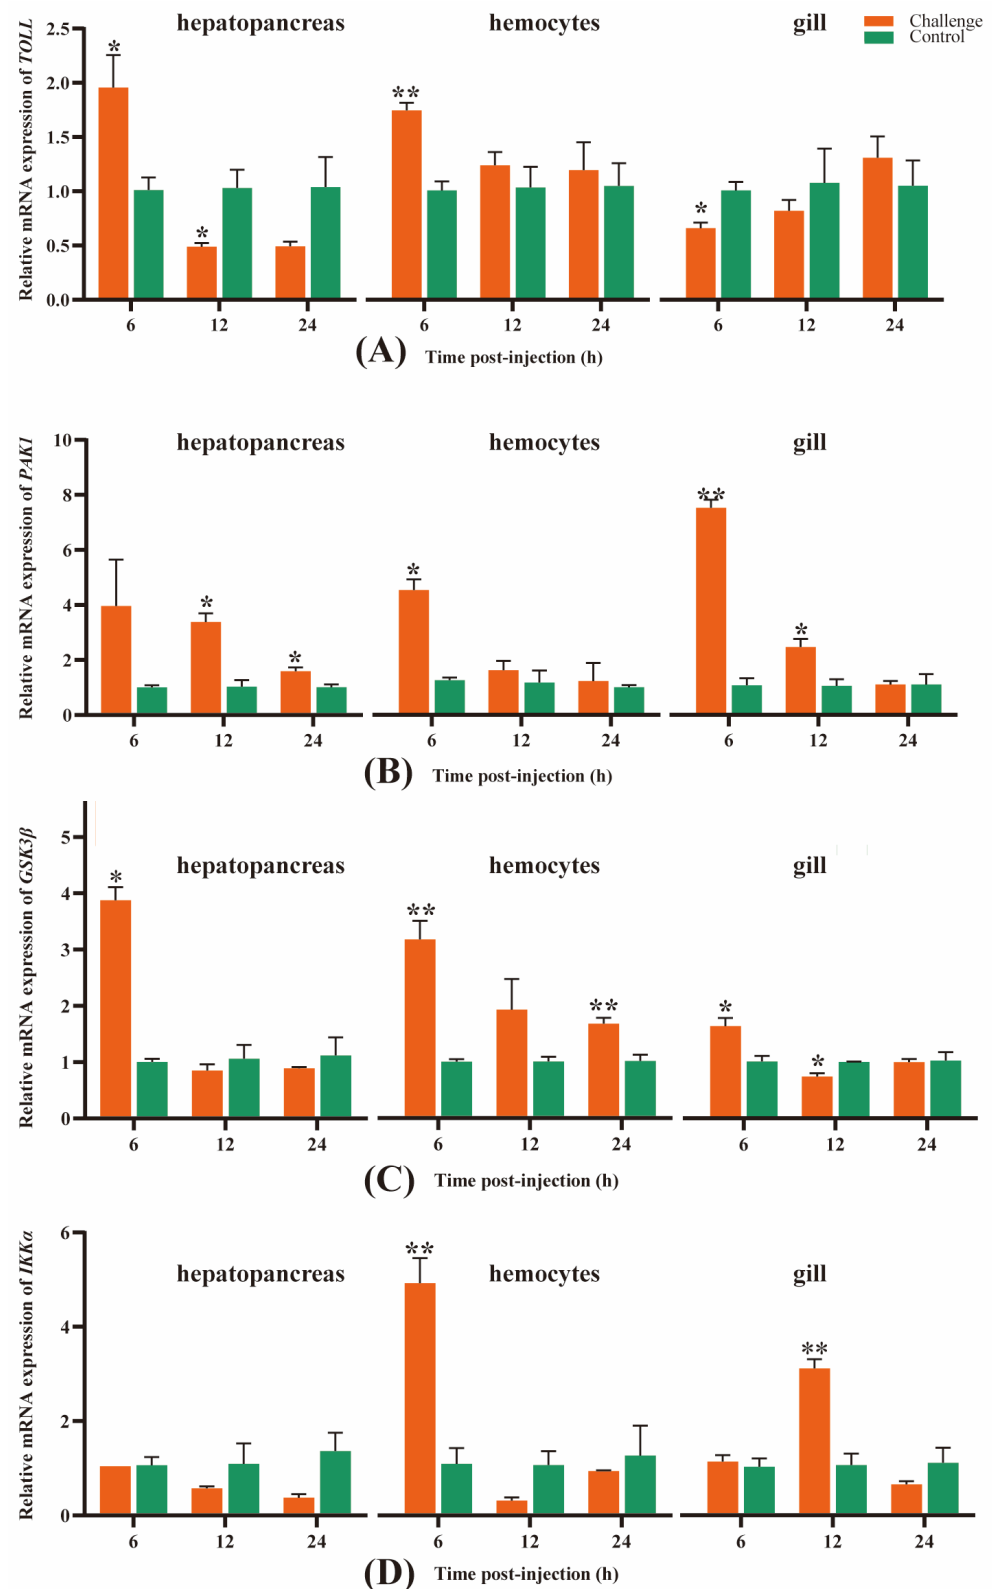 hepatopancreas hemocytes gill
Challenge
Control
Relative mRNA expression of TOLL
2.5
2.0
1.5
1.0
0.5
0.0
* * ** *
6 12 24 6 12 24 6 12 24
(A) Time post-injection (h)
hepatopancreas hemocytes gill
Relative mRNA expression of PAK1
10
8
6
4
2
0
* * * ** *
6 12 24 6 12 24 6 12 24
(B) Time post-injection (h)
hepatopancreas hemocytes gill
Relative mRNA expression of GSK3β
5
4
3
2
1
0
* ** ** * *
6 12 24 6 12 24 6 12 24
(C) Time post-injection (h)
hepatopancreas hemocytes gill
Relative mRNA expression of IKKα
6
4
2
0
** **
6 12 24 6 12 24 6 12 24
(D) Time post-injection (h)